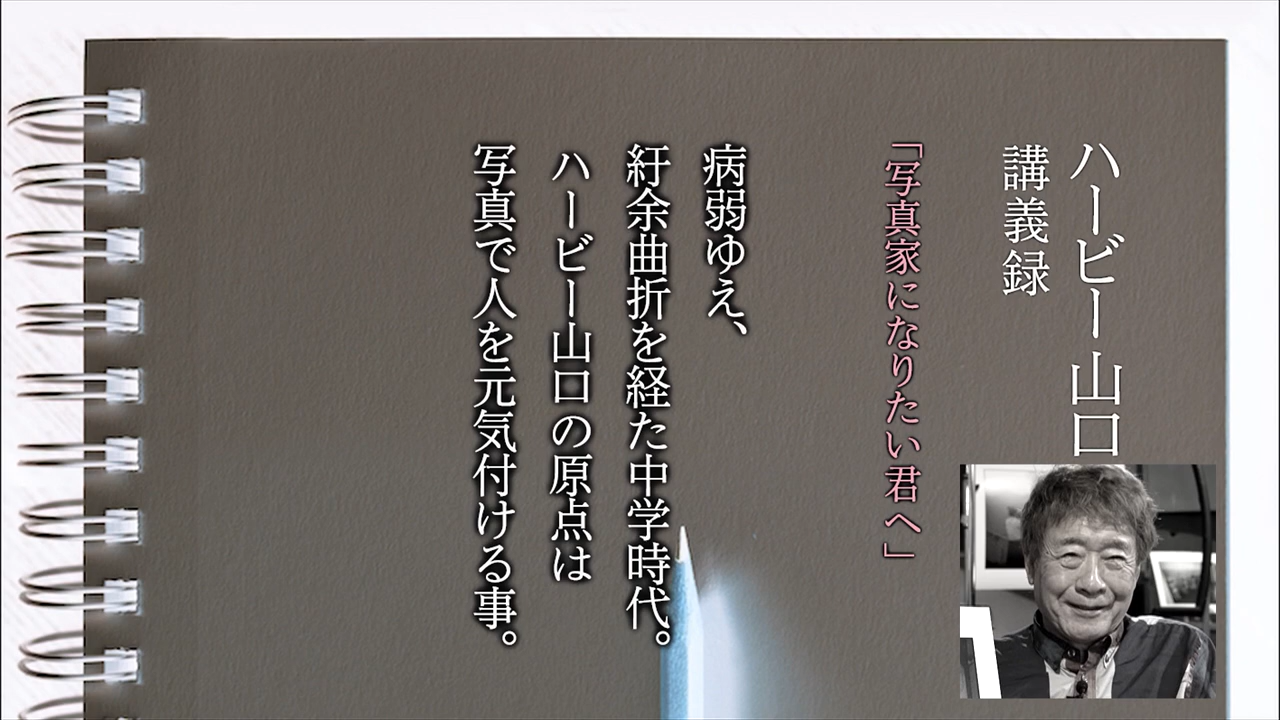 ハービー山口
講義録
「写真家になりたい君へ」
病弱ゆえ、
紆余曲折を経た中学時代。
ハービー山口の原点は
写真で人を元気付ける事。